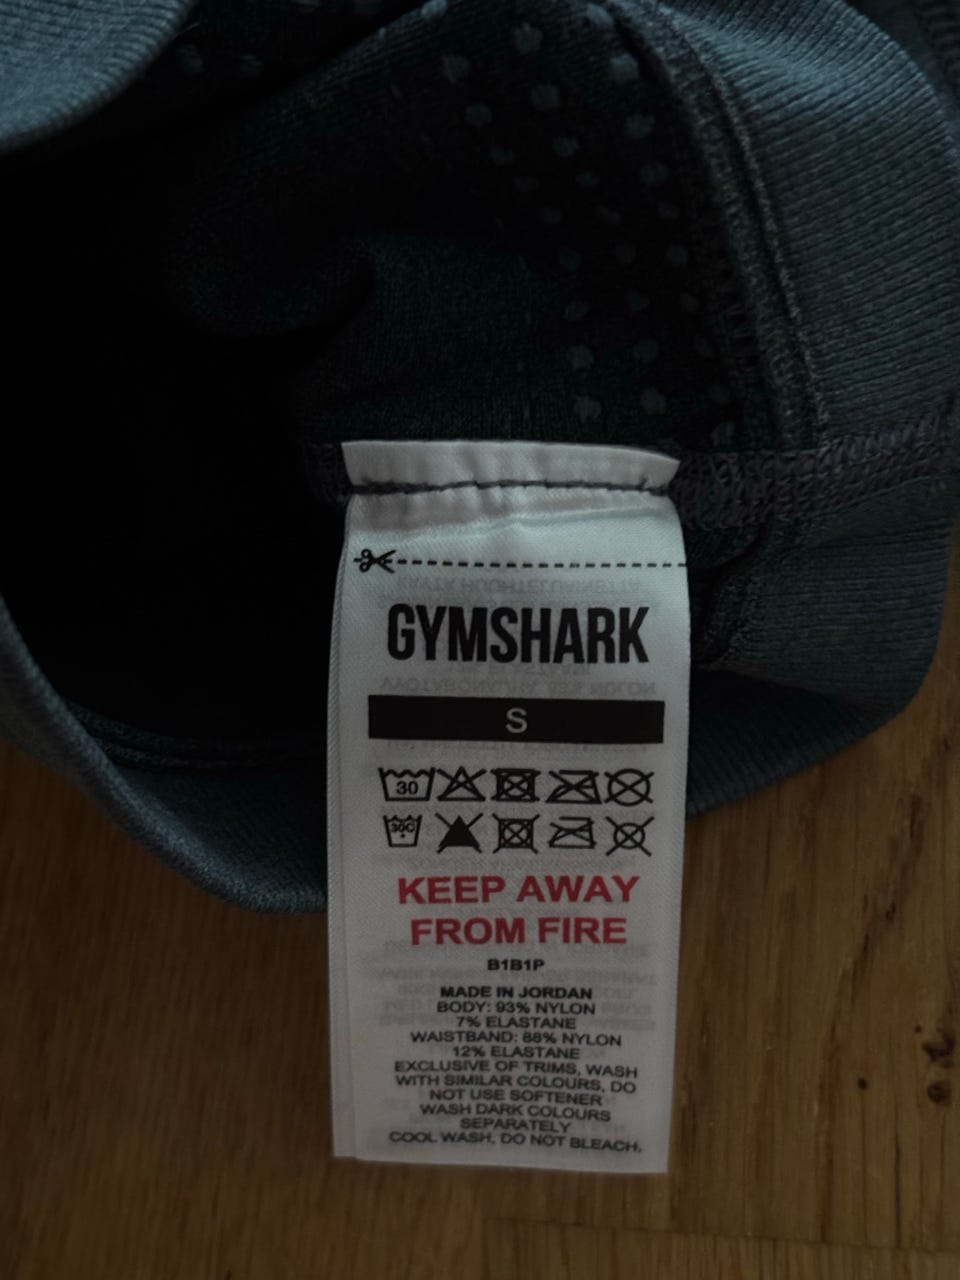 GYMSHARK
S
30
30C
KEEP AWAY
FROM FIRE
B1B1P
MADE IN JORDAN
BODY: 93% NYLON
7% ELASTANE
WAISTBAND: 88% NYLON
12% ELASTANE
EXCLUSIVE OF TRIMS, WASH
WITH SIMILAR COLOURS, DO
NOT USE SOFTENER
WASH DARK COLOURS
SEPARATELY
COOL WASH, DO NOT BLEACH,